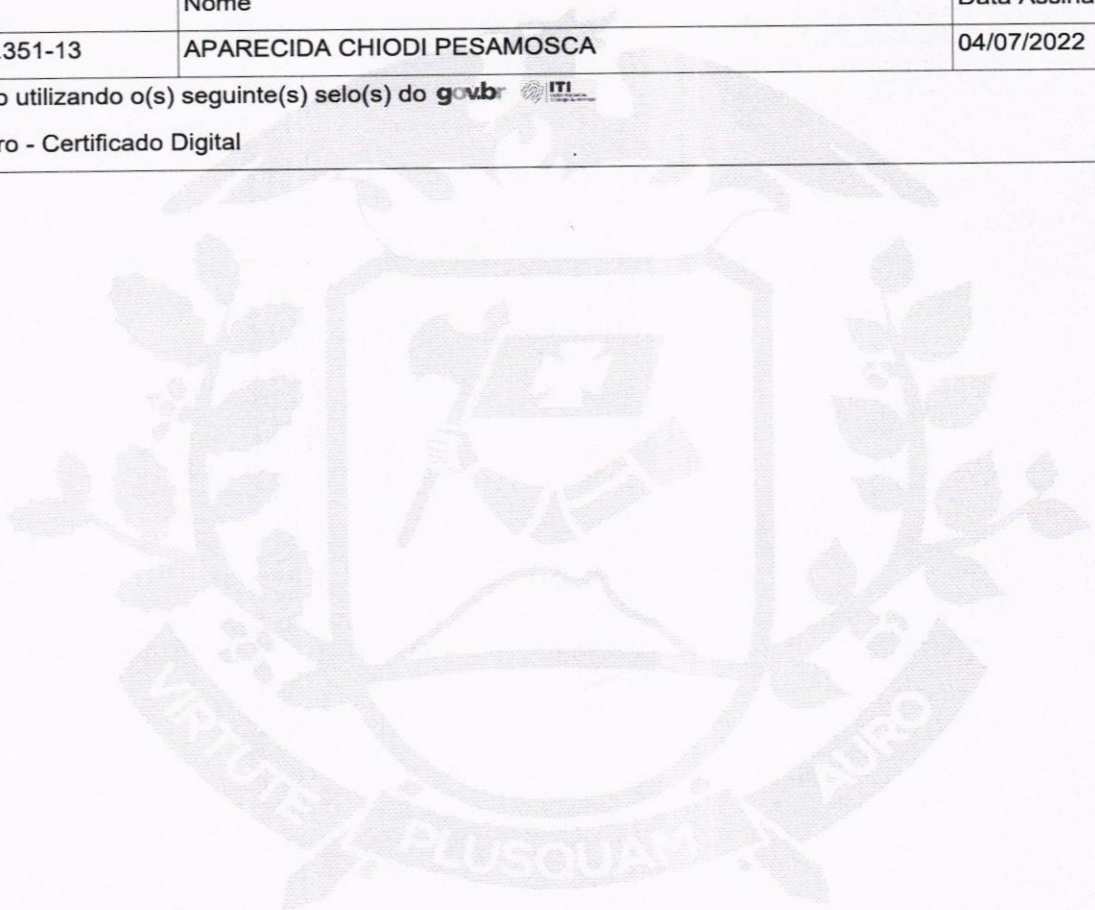 Nome
Data Assina
351-13
APARECIDA CHIODI PESAMOSCA
04/07/2022
o utilizando o(s) seguinte(s) selo(s) do gov.br ITI
ro - Certificado Digital
VIRTUTE PLUSQUAM AURO